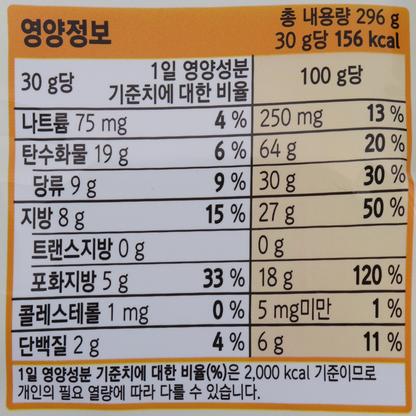 영양정보
총 내용량 296 g
30 g당 156 kcal
30 g당 1일 영양성분 기준치에 대한 비율 100 g당
나트륨 75 mg 4 % 250 mg 13 %
탄수화물 19 g 6 % 64 g 20 %
당류 9 g 9 % 30 g 30 %
지방 8 g 15 % 27 g 50 %
트랜스지방 0 g 0 g
포화지방 5 g 33 % 18 g 120 %
콜레스테롤 1 mg 0 % 5 mg미만 1 %
단백질 2 g 4 % 6 g 11 %
1일 영양성분 기준치에 대한 비율(%)은 2,000 kcal 기준이므로
개인의 필요 열량에 따라 다를 수 있습니다.